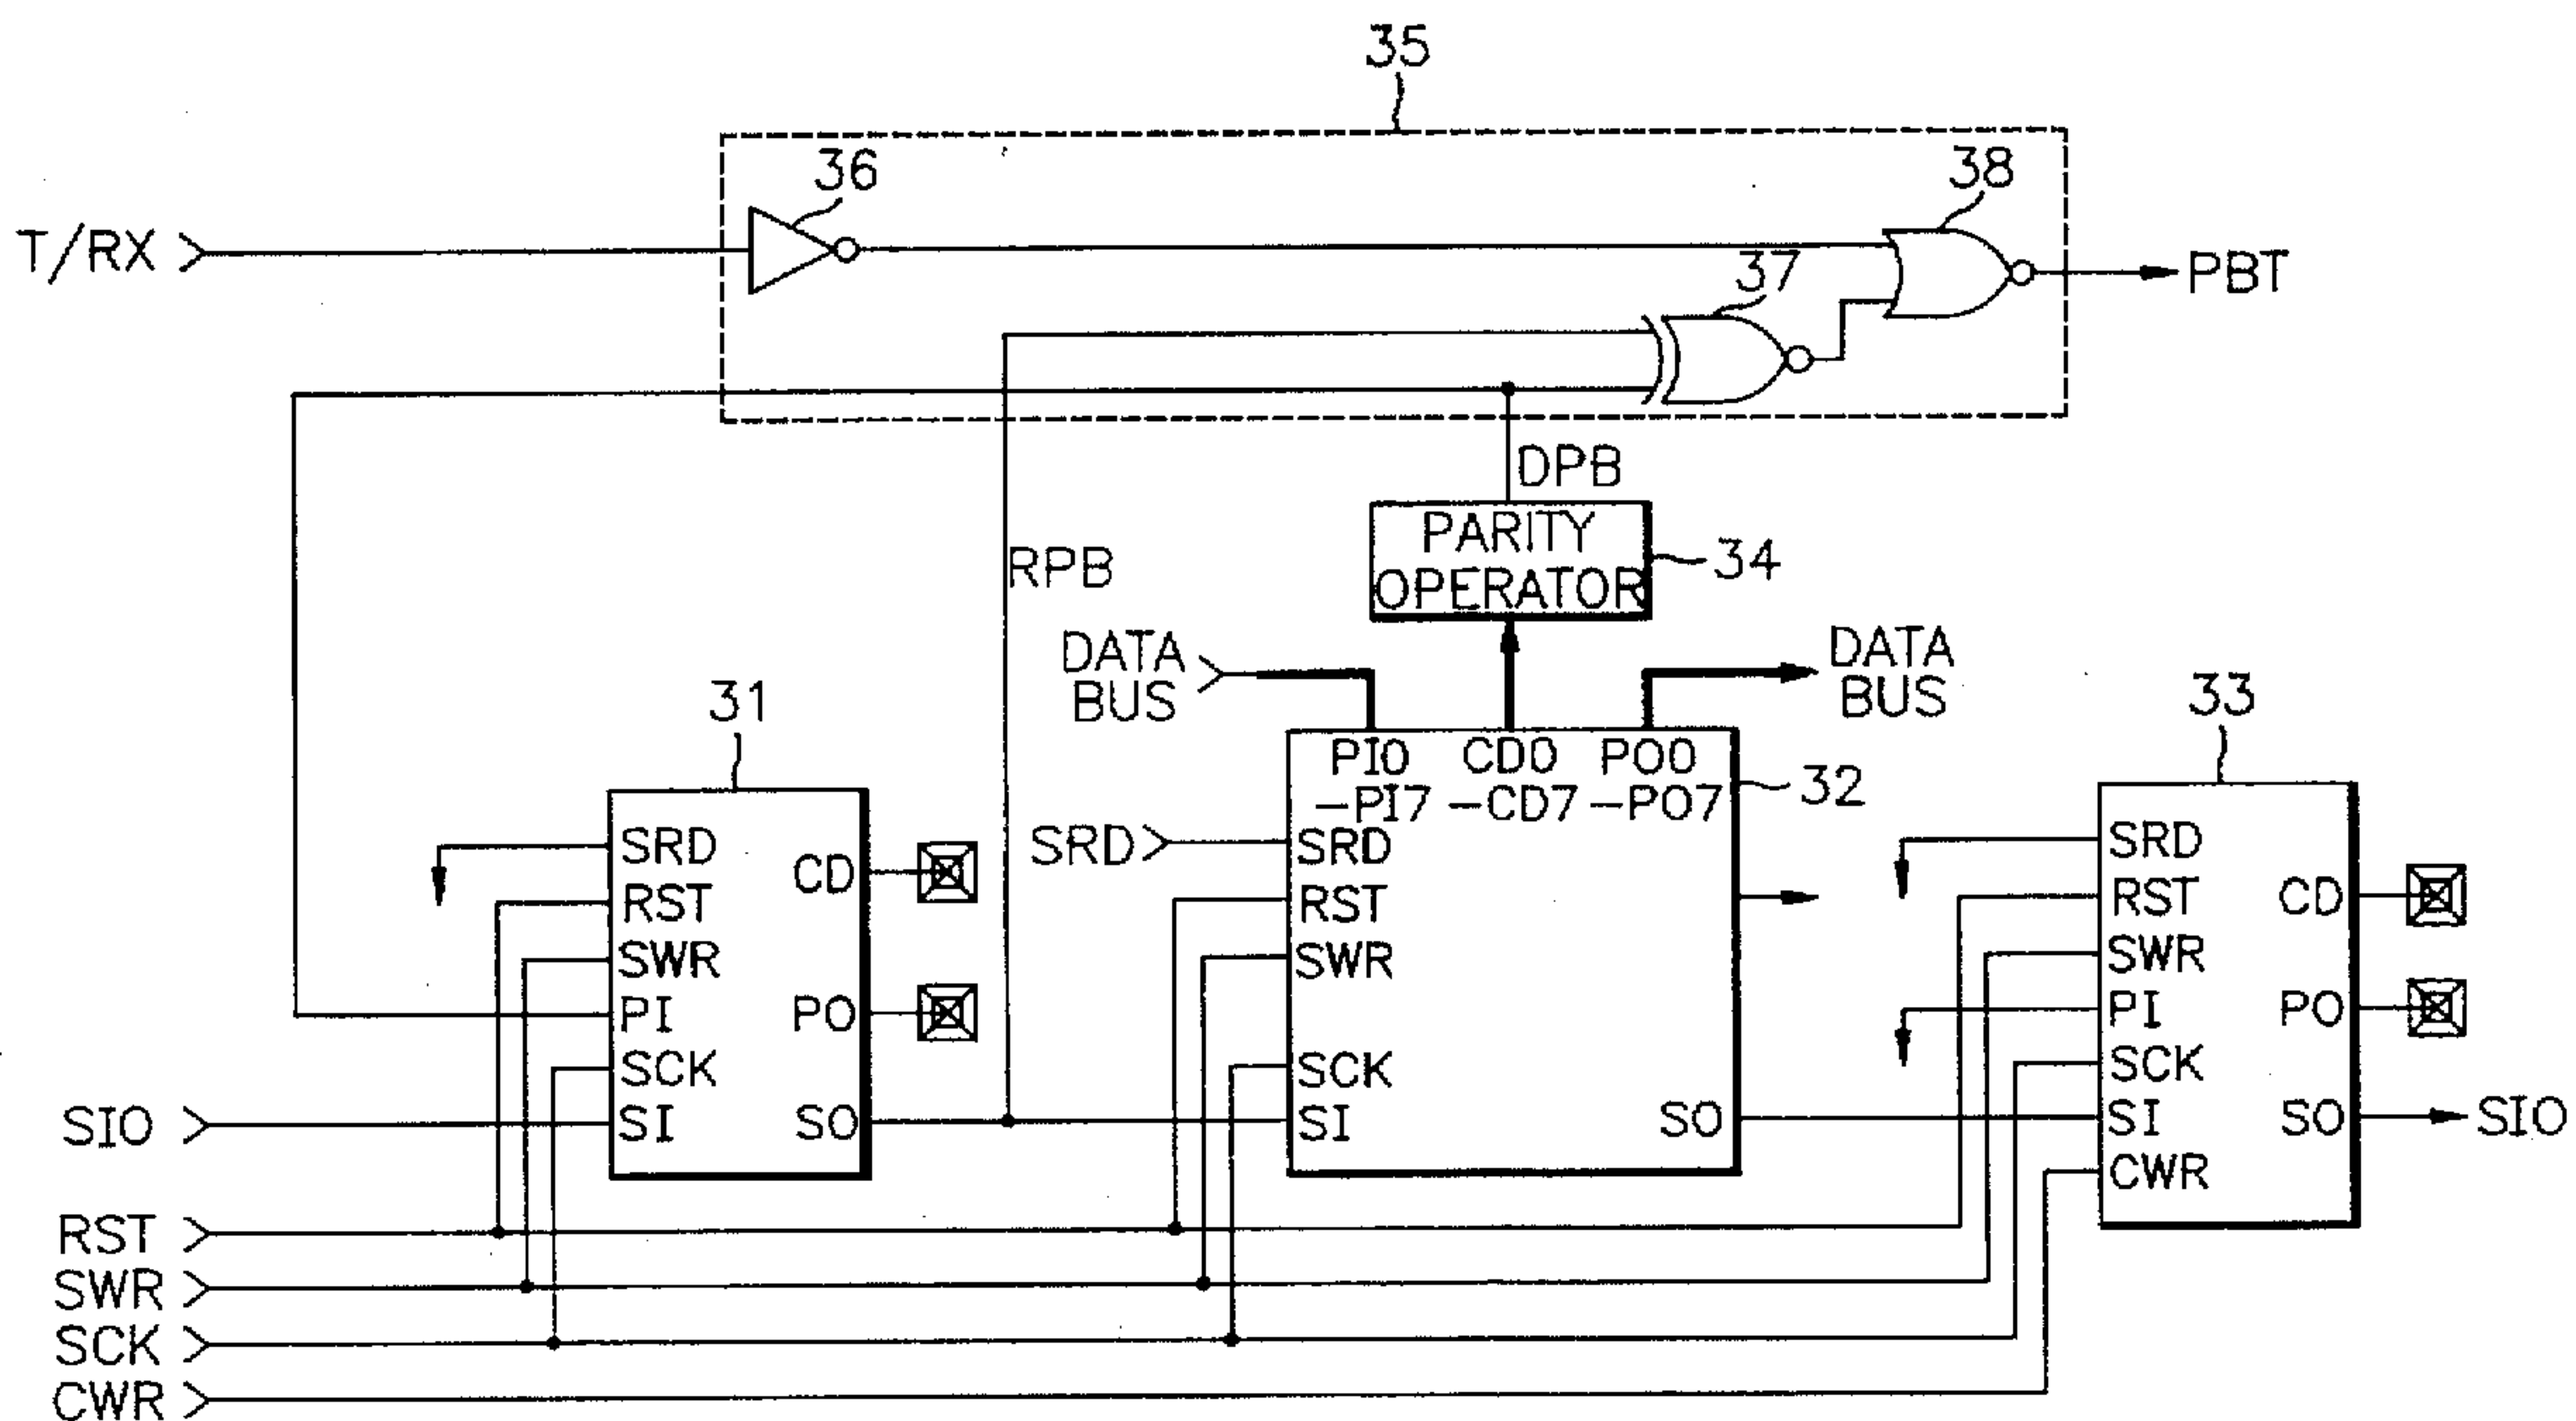 35
36
38
T/RX
37
PBT
DPB
PARITY
OPERATOR
34
RPB
DATA
BUS
DATA
BUS
31
33
PI0 CD0 PO0
-PI7 -CD7 -PO7
32
SRD
SRD
RST
SWR
SCK
SI
SO
SRD
RST
SWR
PI
SCK
SI
CD
PO
SO
SRD
RST
SWR
PI
SCK
SI
CWR
CD
PO
SO
SIO
SIO
RST
SWR
SCK
CWR